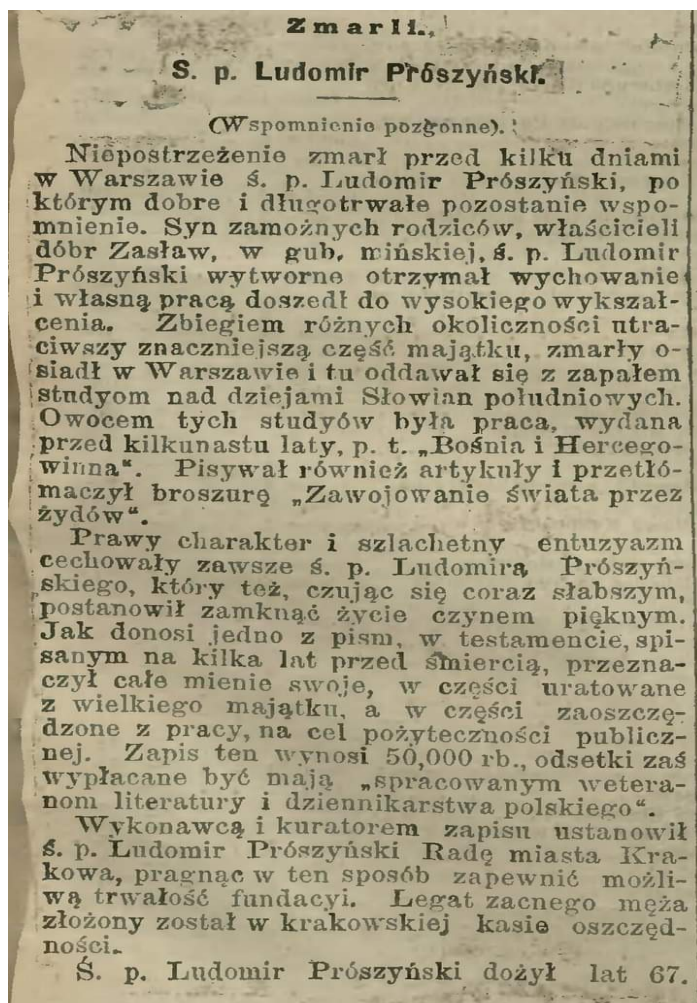 Zmarli.
Ś. p. Ludomir Prószyński.
(Wspomnienie pozgonne).
Niepostrzeżenie zmarł przed kilku dniami
w Warszawie ś. p. Ludomir Prószyński, po
którym dobre i długotrwałe pozostanie wspo-
mnienie. Syn zamożnych rodziców, właścicieli
dóbr Zasław, w gub. mińskiej, ś. p. Ludomir
Prószyński wytworne otrzymał wychowanie
i własną pracą doszedł do wysokiego wykszał-
cenia. Zbiegiem różnych okoliczności utra-
ciwszy znaczniejszą część majątku, zmarły o-
siadł w Warszawie i tu oddawał się z zapałem
studyom nad dziejami Słowian południowych.
Owocem tych studyów była praca, wydana
przed kilkunastu laty, p. t. „Bośnia i Hercego-
winna“. Pisywał również artykuły i przetłó-
maczył broszurę „Zawojowanie świata przez
żydów“.
Prawy charakter i szlachetny entuzyazm
cechowały zawsze ś. p. Ludomirą Prószyń-
skiego, który też, czując się coraz słabszym,
postanowił zamknąć życie czynem pięknym.
Jak donosi jedno z pism, w testamencie, spi-
sanym na kilka lat przed śmiercią, przezna-
czył całe mienie swoje, w części uratowane
z wielkiego majątku, a w części zaoszczę-
dzone z pracy, na cel pożyteczności publicz-
nej. Zapis ten wynosi 50,000 rb., odsetki zaś
wypłacane być mają „spracowanym wetera-
nom literatury i dziennikarstwa polskiego“.
Wykonawcą i kuratorem zapisu ustanowił
ś. p. Ludomir Prószyński Radę miasta Kra-
kowa, pragnąc w ten sposób zapewnić możli-
wą trwałość fundacyi. Legat zacnego męża
złożony został w krakowskiej kasie oszczęd-
ności.
Ś. p. Ludomir Prószyński dożył lat 67.